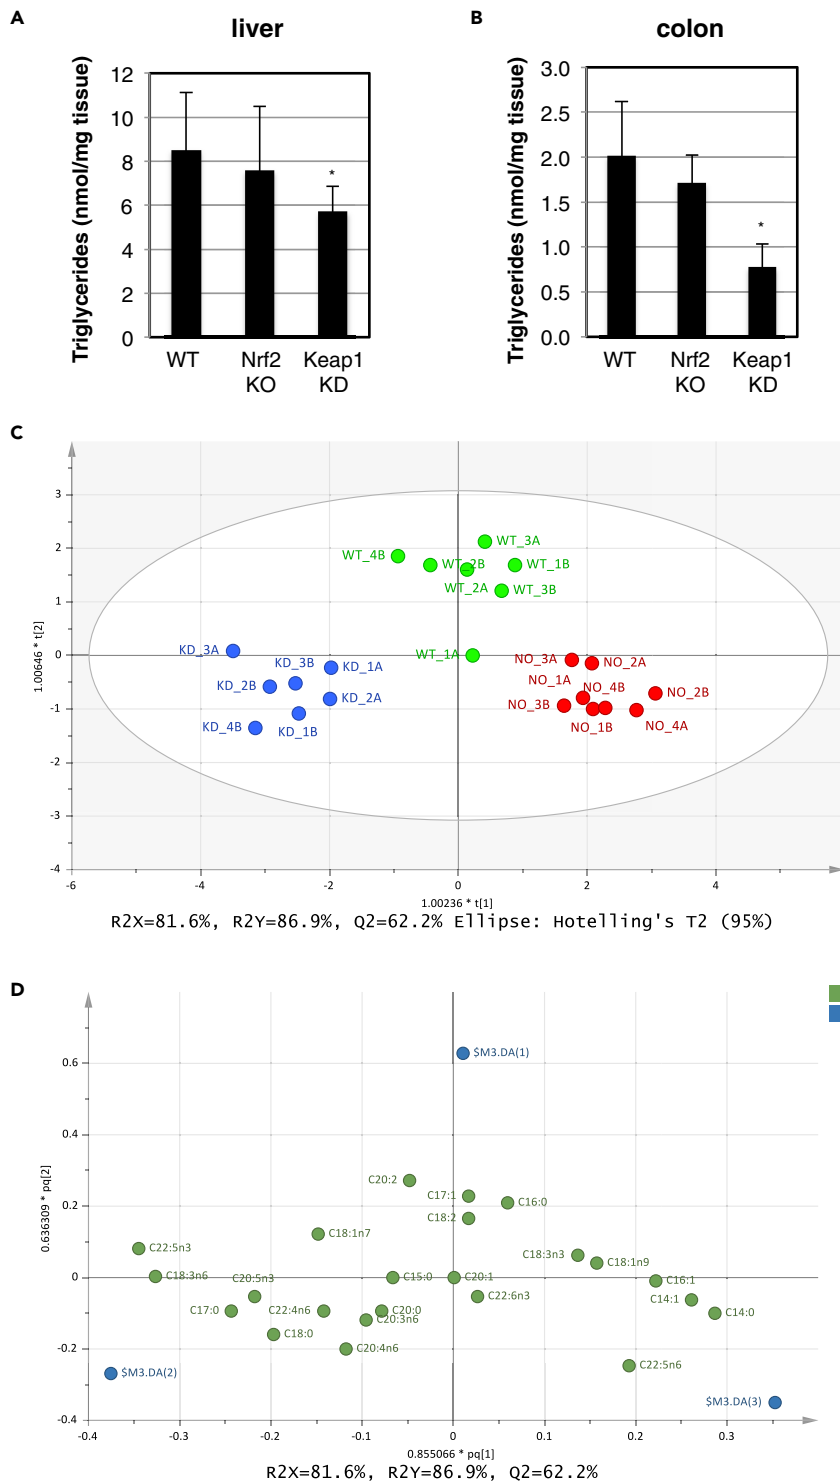 A
liver
Triglycerides (nmol/mg tissue)
12
10
8
6
4
2
0
*
WT
Nrf2
KO
Keap1
KD
B
colon
Triglycerides (nmol/mg tissue)
3.0
2.5
2.0
1.5
1.0
0.5
0.0
*
WT
Nrf2
KO
Keap1
KD
C
1.00646 * t[2]
3
2
1
0
-1
-2
-3
-4
-6
-4
-2
0
2
4
WT_3A
WT_4B
WT_2B
WT_1B
WT_2A
WT_3B
WT_1A
KD_3A
KD_3B
KD_1A
KD_2B
KD_2A
KD_4B
KD_1B
NO_3A
NO_2A
NO_1A
NO_4B
NO_2B
NO_3B
NO_1B
NO_4A
1.00236 * t[1]
R2X=81.6%, R2Y=86.9%, Q2=62.2% Ellipse: Hotelling's T2 (95%)
D
0.636309 * pq[2]
0.6
0.4
0.2
0
-0.2
-0.4
-0.4
-0.3
-0.2
-0.1
0
0.1
0.2
0.3
$M3.DA(1)
C20:2
C17:1
C16:0
C18:2
C18:1n7
C22:5n3
C18:3n3
C18:1n9
C18:3n6
C20:5n3
C15:0
C20:1
C16:1
C22:6n3
C14:1
C17:0
C22:4n6
C20:0
C20:3n6
C14:0
C18:0
C20:4n6
C22:5n6
$M3.DA(2)
$M3.DA(3)
0.855066 * pq[1]
R2X=81.6%, R2Y=86.9%, Q2=62.2%